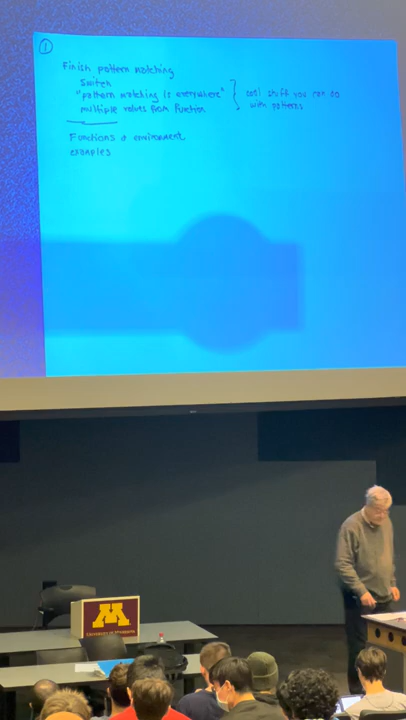 1
Finish pattern matching
Switch
"pattern matching is everywhere" } cool stuff you can do
multiple values from function with patterns
Functions & environment
examples
M
UNIVERSITY OF MINNESOTA